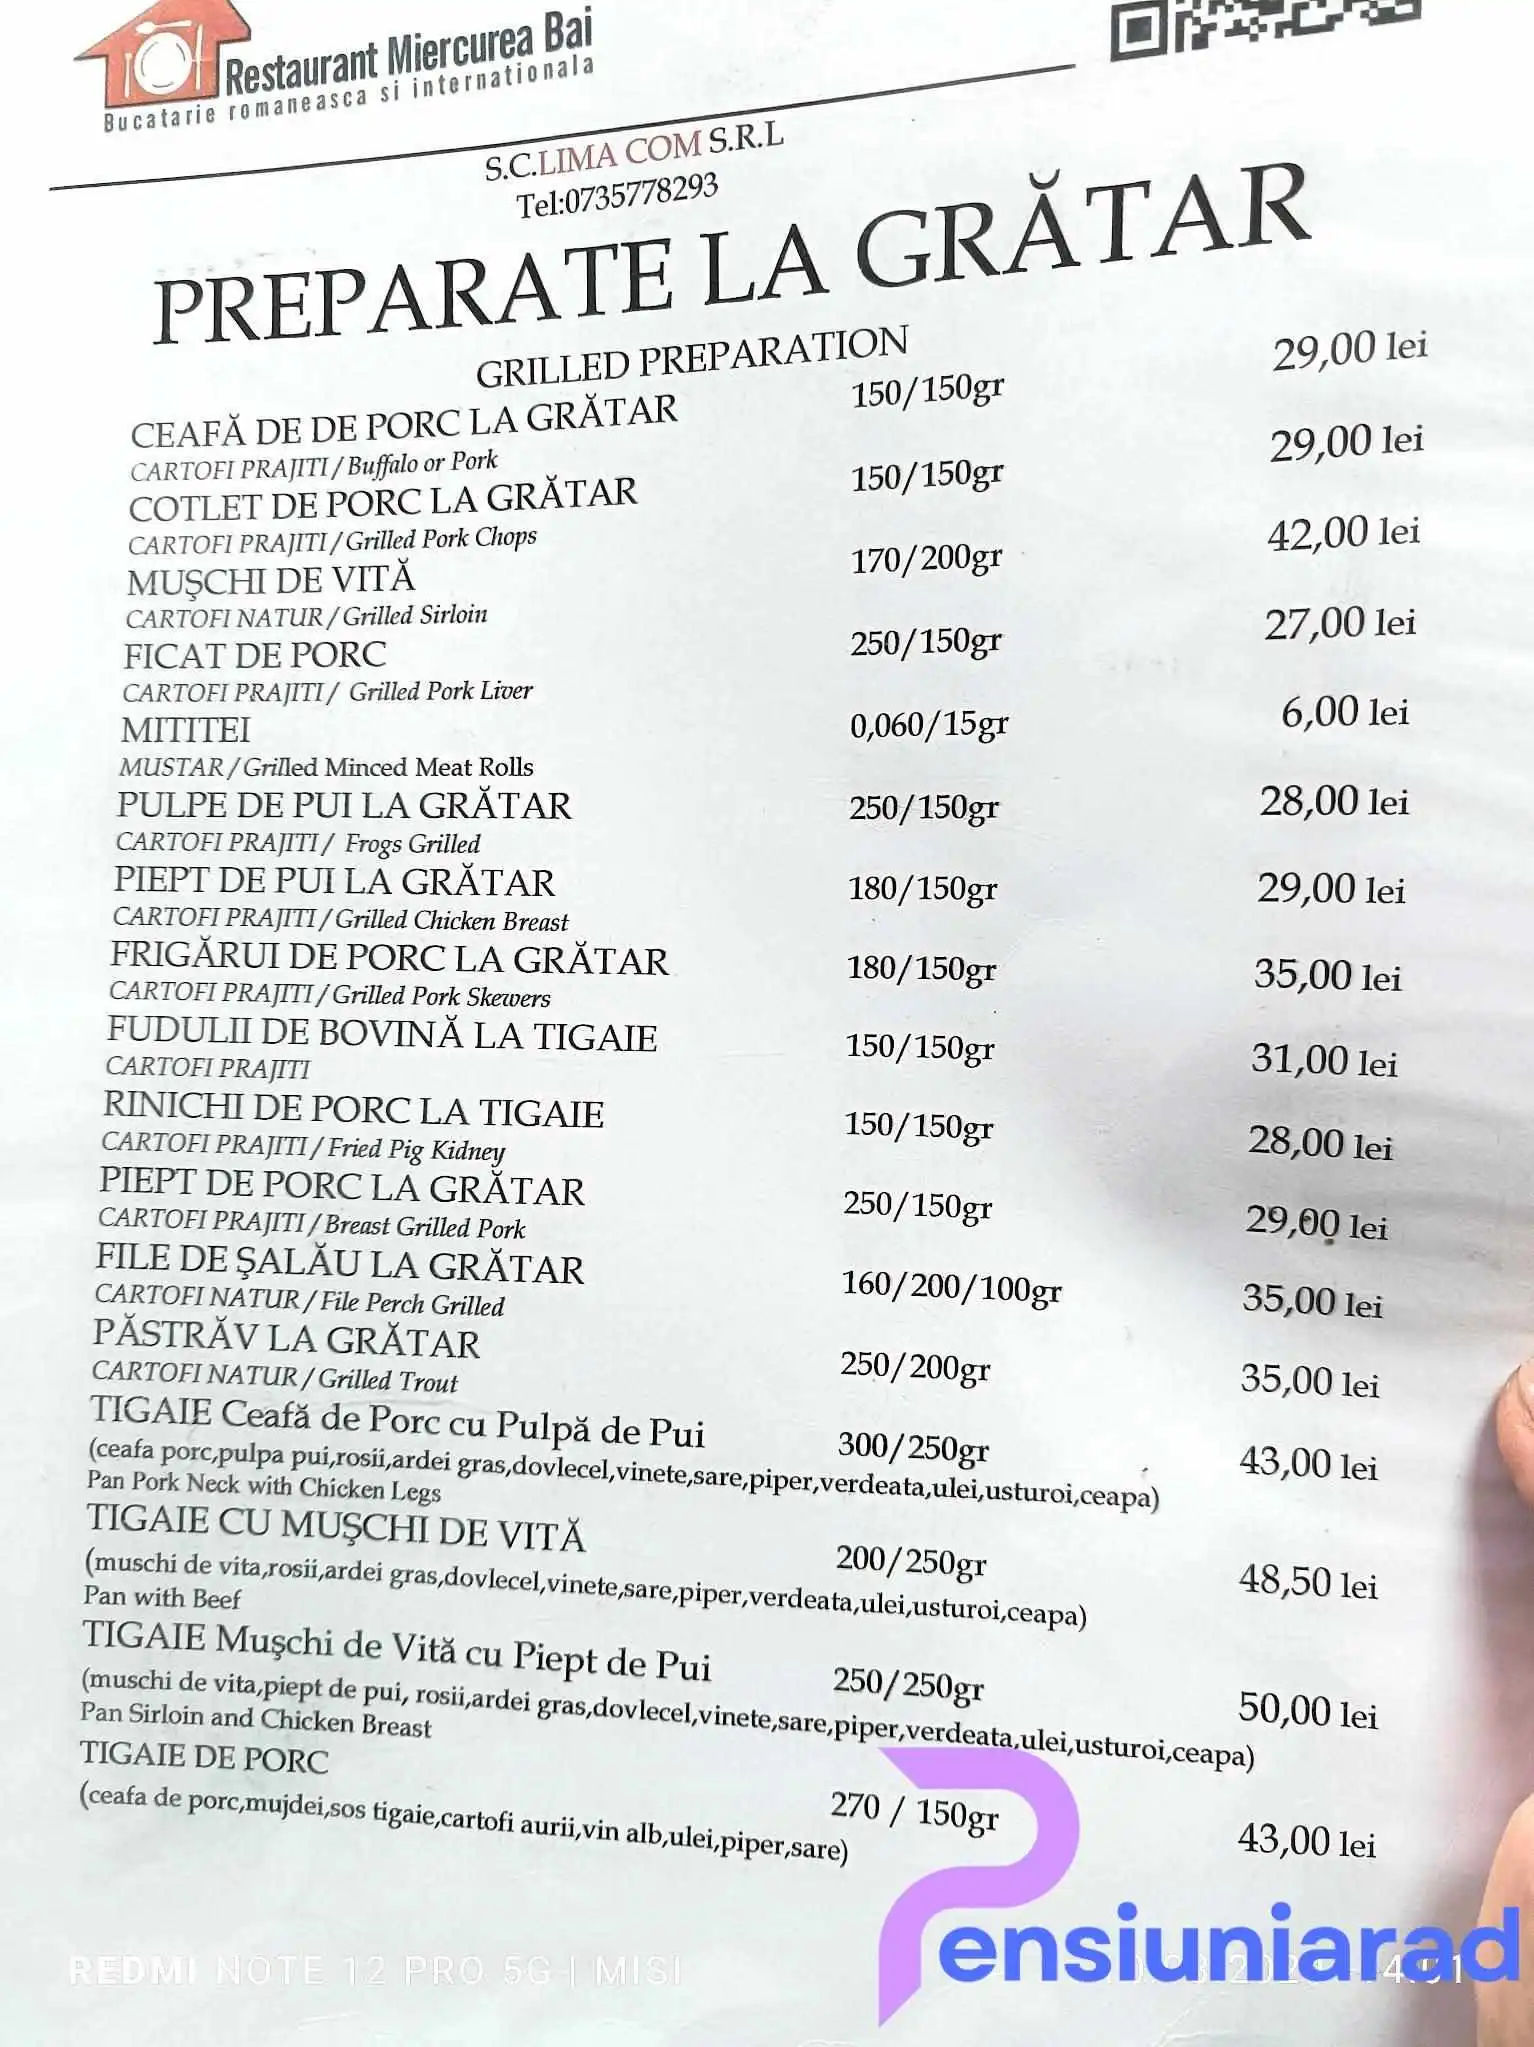 Restaurant Miercurea Bai
Bucatarie romaneasca si internationala
S.C.LIMA COM S.R.L
Tel:0735778293
PREPARATE LA GRĂTAR
GRILLED PREPARATION
CEAFĂ DE DE PORC LA GRĂTAR 150/150gr 29,00 lei
CARTOFI PRAJITI/Buffalo or Pork
COTLET DE PORC LA GRĂTAR 150/150gr 29,00 lei
CARTOFI PRAJITI/Grilled Pork Chops
MUŞCHI DE VITĂ 170/200gr 42,00 lei
CARTOFI NATUR/Grilled Sirloin
FICAT DE PORC 250/150gr 27,00 lei
CARTOFI PRAJITI/ Grilled Pork Liver
MITITEI 0,060/15gr 6,00 lei
MUSTAR/Grilled Minced Meat Rolls
PULPE DE PUI LA GRĂTAR 250/150gr 28,00 lei
CARTOFI PRAJITI/ Frogs Grilled
PIEPT DE PUI LA GRĂTAR 180/150gr 29,00 lei
CARTOFI PRAJITI/Grilled Chicken Breast
FRIGĂRUI DE PORC LA GRĂTAR 180/150gr 35,00 lei
CARTOFI PRAJITI/Grilled Pork Skewers
FUDULII DE BOVINĂ LA TIGAIE 150/150gr 31,00 lei
CARTOFI PRAJITI
RINICHI DE PORC LA TIGAIE 150/150gr 28,00 lei
CARTOFI PRAJITI/Fried Pig Kidney
PIEPT DE PORC LA GRĂTAR 250/150gr 29,00 lei
CARTOFI PRAJITI/Breast Grilled Pork
FILE DE ŞALĂU LA GRĂTAR 160/200/100gr 35,00 lei
CARTOFI NATUR/File Perch Grilled
PĂSTRĂV LA GRĂTAR 250/200gr 35,00 lei
CARTOFI NATUR/Grilled Trout
TIGAIE Ceafă de Porc cu Pulpă de Pui 300/250gr 43,00 lei
(ceafa porc,pulpa pui,rosii,ardei gras,dovlecel,vinete,sare,piper,verdeata,ulei,usturoi,ceapa)
Pan Pork Neck with Chicken Legs
TIGAIE CU MUŞCHI DE VITĂ 200/250gr 48,50 lei
(muschi de vita,rosii,ardei gras,dovlecel,vinete,sare,piper,verdeata,ulei,usturoi,ceapa)
Pan with Beef
TIGAIE Muşchi de Vită cu Piept de Pui 250/250gr 50,00 lei
(muschi de vita,piept de pui, rosii,ardei gras,dovlecel,vinete,sare,piper,verdeata,ulei,usturoi,ceapa)
Pan Sirloin and Chicken Breast
TIGAIE DE PORC 270 / 150gr 43,00 lei
(ceafa de porc,mujdei,sos tigaie,cartofi aurii,vin alb,ulei,piper,sare)
Pensiuniarad
REDMI NOTE 12 PRO 5G | MISI